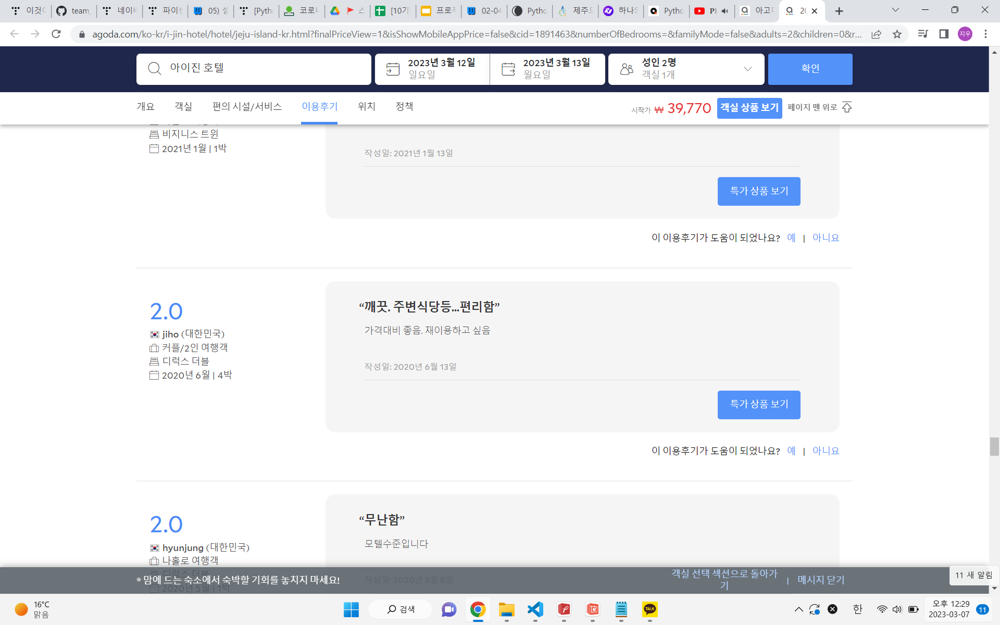 이것이
team_
네이버
파이썬
05)
[Pyth
코로나
스
[10기
프로젝
02-04
Pytho
제주도
하나의
Pytho
아고다
agoda.com/ko-kr/i-jin-hotel/hotel/jeju-island-kr.html?finalPriceView=1&isShowMobileAppPrice=false&cid=1891463&numberOfBedrooms=&familyMode=false&adults=2&children=0&r...
지우
아이진 호텔
2023년 3월 12일
일요일
2023년 3월 13일
월요일
성인 2명
객실 1개
확인
개요 객실 편의 시설/서비스 이용후기 위치 정책
시작가 ₩ 39,770 객실 상품 보기 페이지 맨 위로
비지니스 트윈
2021년 1월 | 1박
작성일: 2021년 1월 13일
특가 상품 보기
이 이용후기가 도움이 되었나요? 예 | 아니요
2.0
jiho (대한민국)
커플/2인 여행객
디럭스 더블
2020년 6월 | 4박
“깨끗. 주변식당등...편리함”
가격대비 좋음. 재이용하고 싶음
작성일: 2020년 6월 13일
특가 상품 보기
이 이용후기가 도움이 되었나요? 예 | 아니요
2.0
hyunjung (대한민국)
나홀로 여행객
디럭스 더블
2020년 5월 | 1박
“무난함”
모텔수준입니다
작성일: 2020년 5월 8일
* 맘에 드는 숙소에서 숙박할 기회를 놓치지 마세요!
객실 선택 섹션으로 돌아가
기
| 메시지 닫기
11 새 알림
16°C
맑음
검색
TALK
한
오후 12:29
2023-03-07
11